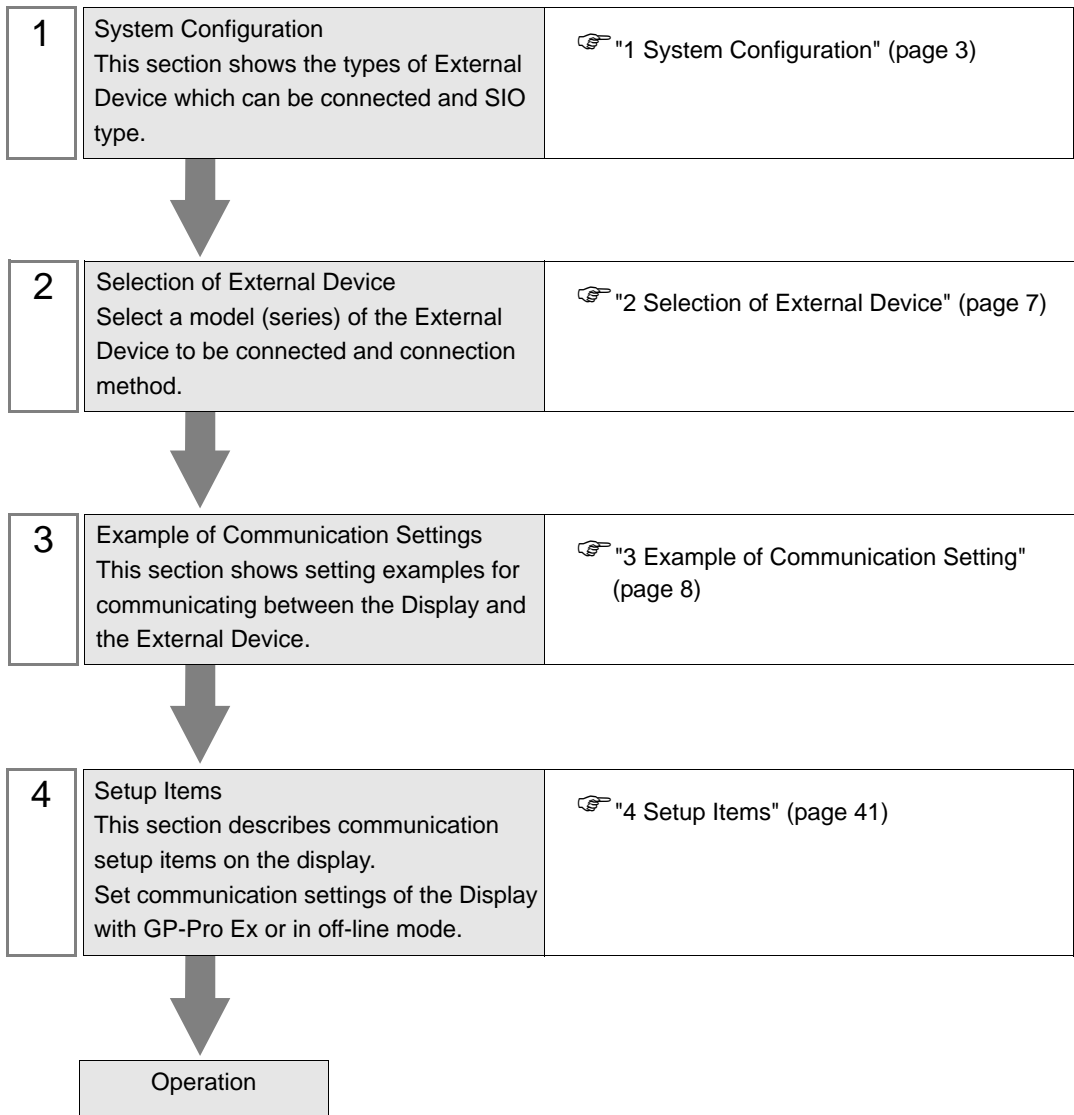 1
System Configuration
This section shows the types of External
Device which can be connected and SIO
type.
"1 System Configuration" (page 3)
2
Selection of External Device
Select a model (series) of the External
Device to be connected and connection
method.
"2 Selection of External Device" (page 7)
3
Example of Communication Settings
This section shows setting examples for
communicating between the Display and
the External Device.
"3 Example of Communication Setting"
(page 8)
4
Setup Items
This section describes communication
setup items on the display.
Set communication settings of the Display
with GP-Pro Ex or in off-line mode.
"4 Setup Items" (page 41)
Operation